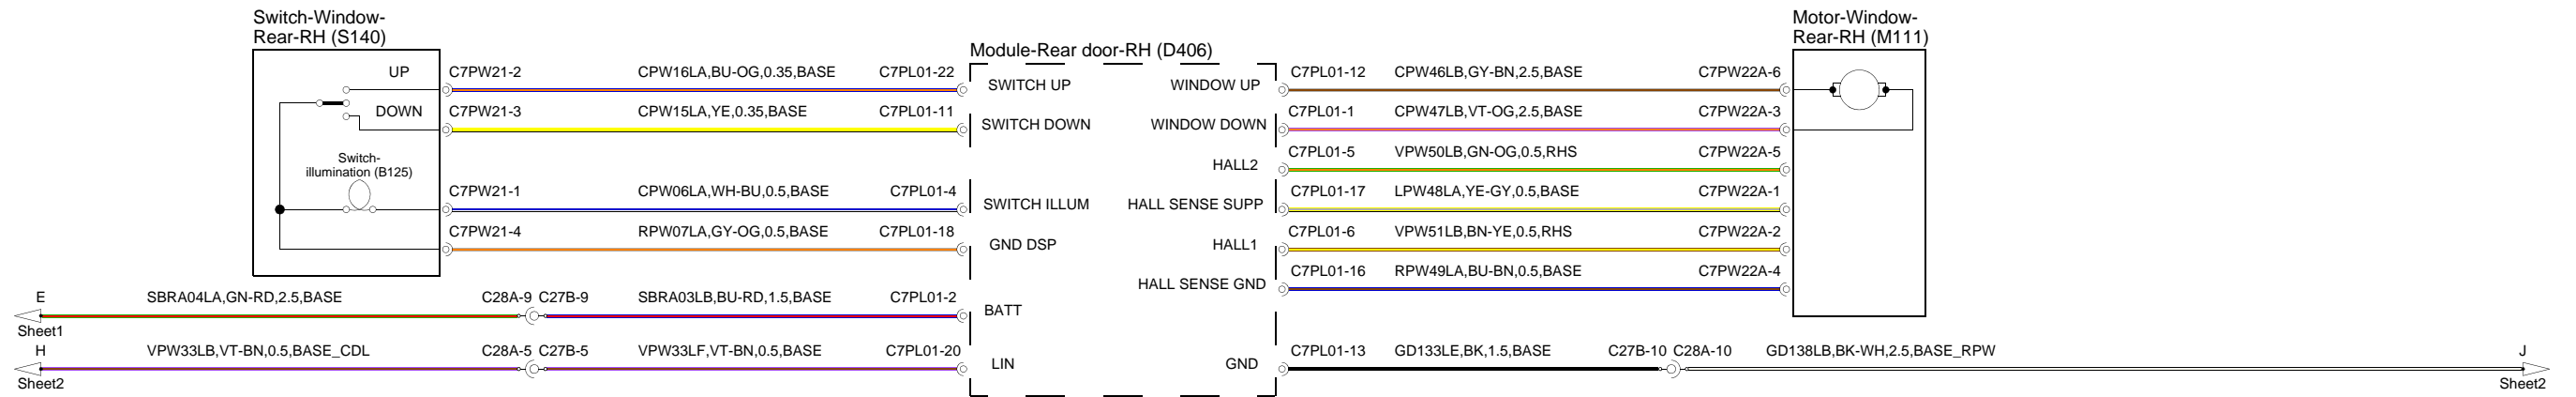 Switch-Window-
Rear-RH (S140)
Motor-Window-
Rear-RH (M111)
Module-Rear door-RH (D406)
UP C7PW21-2 CPW16LA,BU-OG,0.35,BASE C7PL01-22 SWITCH UP WINDOW UP C7PL01-12 CPW46LB,GY-BN,2.5,BASE C7PW22A-6
DOWN C7PW21-3 CPW15LA,YE,0.35,BASE C7PL01-11 SWITCH DOWN WINDOW DOWN C7PL01-1 CPW47LB,VT-OG,2.5,BASE C7PW22A-3
HALL2 C7PL01-5 VPW50LB,GN-OG,0.5,RHS C7PW22A-5
Switch-
illumination (B125)
C7PW21-1 CPW06LA,WH-BU,0.5,BASE C7PL01-4 SWITCH ILLUM HALL SENSE SUPP C7PL01-17 LPW48LA,YE-GY,0.5,BASE C7PW22A-1
C7PW21-4 RPW07LA,GY-OG,0.5,BASE C7PL01-18 GND DSP HALL1 C7PL01-6 VPW51LB,BN-YE,0.5,RHS C7PW22A-2
HALL SENSE GND C7PL01-16 RPW49LA,BU-BN,0.5,BASE C7PW22A-4
E SBRA04LA,GN-RD,2.5,BASE C28A-9 C27B-9 SBRA03LB,BU-RD,1.5,BASE C7PL01-2 BATT
Sheet1
H VPW33LB,VT-BN,0.5,BASE_CDL C28A-5 C27B-5 VPW33LF,VT-BN,0.5,BASE C7PL01-20 LIN GND C7PL01-13 GD133LE,BK,1.5,BASE C27B-10 C28A-10 GD138LB,BK-WH,2.5,BASE_RPW J
Sheet2 Sheet2